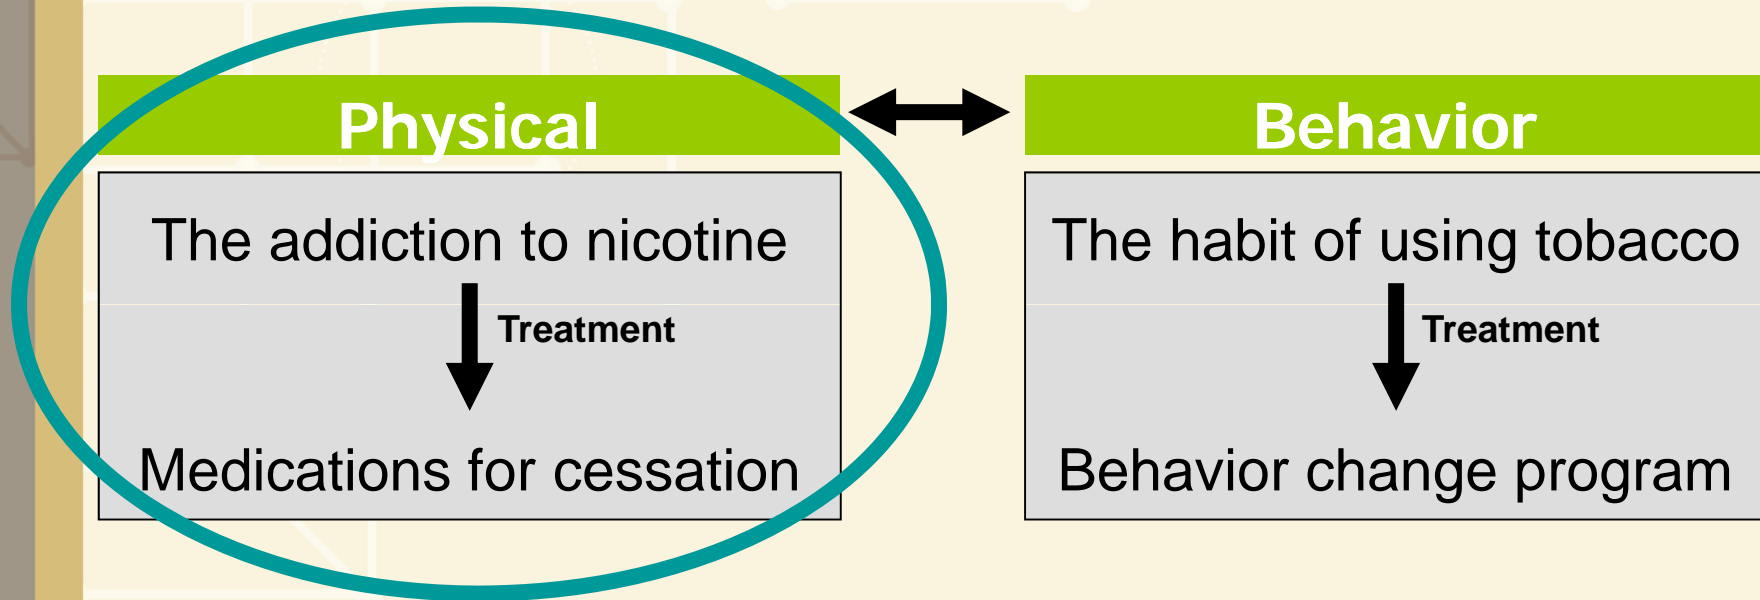 Physical
The addiction to nicotine
Treatment
Medications for cessation
Behavior
The habit of using tobacco
Treatment
Behavior change program